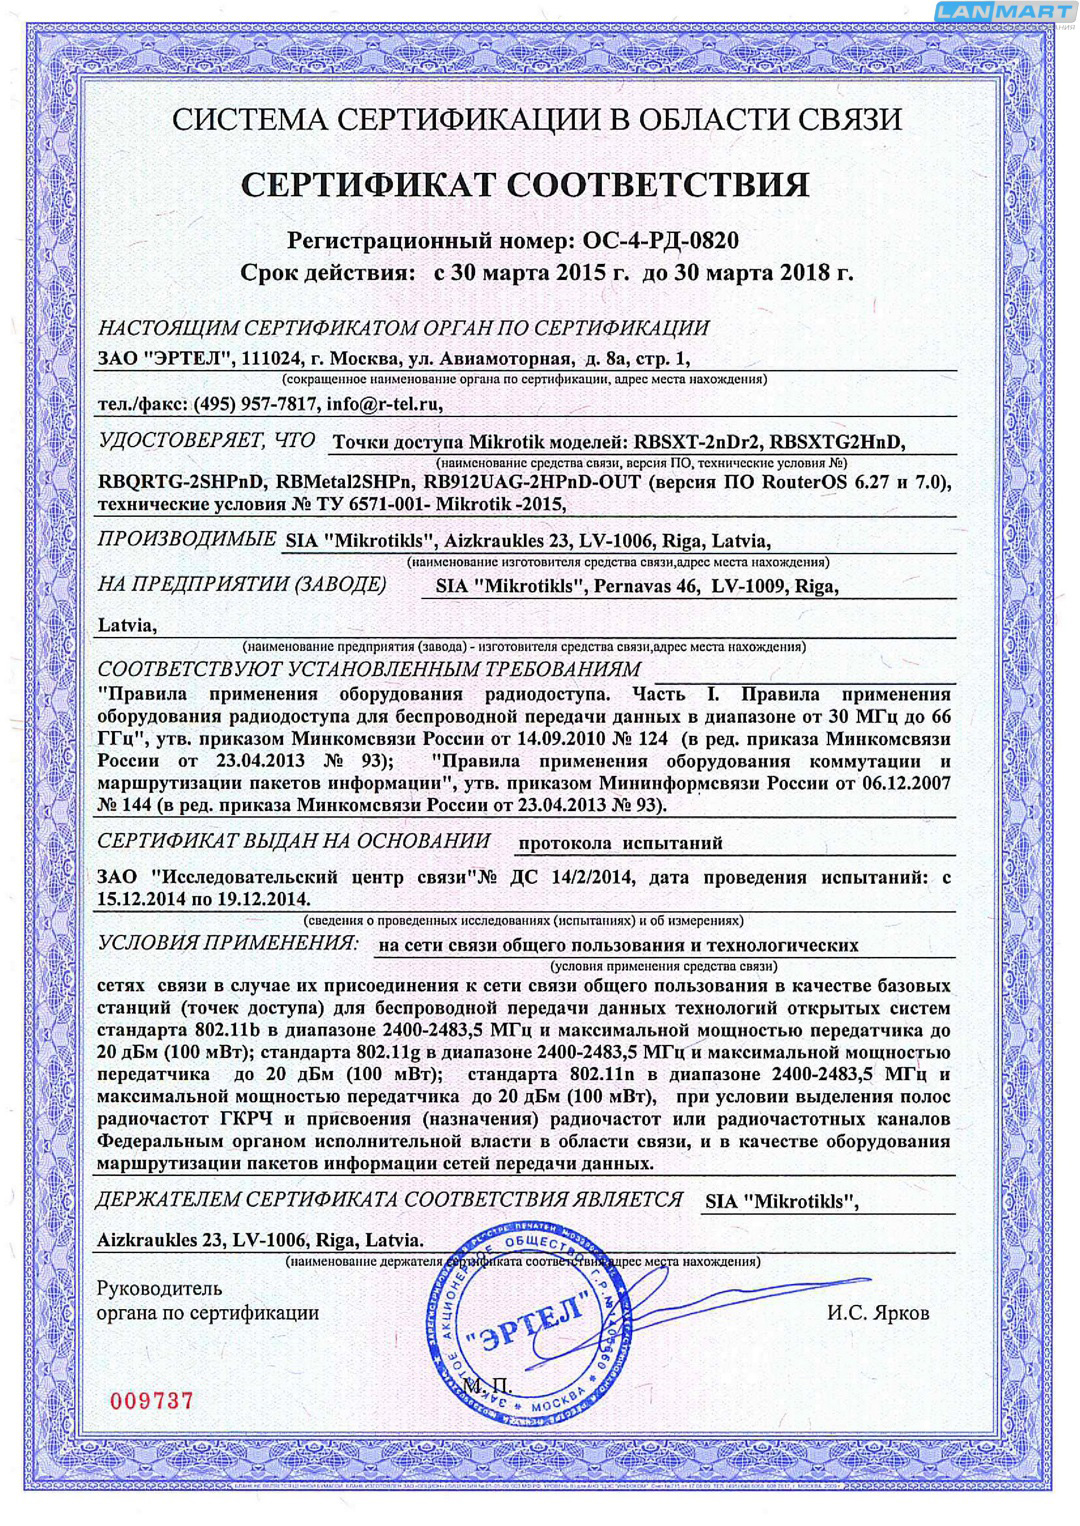 LANMART
СИСТЕМА СЕРТИФИКАЦИИ В ОБЛАСТИ СВЯЗИ
СЕРТИФИКАТ СООТВЕТСТВИЯ
Регистрационный номер: ОС-4-РД-0820
Срок действия: с 30 марта 2015 г. до 30 марта 2018 г.
НАСТОЯЩИМ СЕРТИФИКАТОМ ОРГАН ПО СЕРТИФИКАЦИИ
ЗАО "ЭРТЕЛ", 111024, г. Москва, ул. Авиамоторная, д. 8а, стр. 1,
(сокращенное наименование органа по сертификации, адрес места нахождения)
тел./факс: (495) 957-7817, info@r-tel.ru,
УДОСТОВЕРЯЕТ, ЧТО Точки доступа Mikrotik моделей: RBSXT-2nDr2, RBSXTG2HnD,
(наименование средства связи, версия ПО, технические условия №)
RBQRTG-2SHPnD, RBMetal2SHPn, RB912UAG-2HPnD-OUT (версия ПО RouterOS 6.27 и 7.0),
технические условия № ТУ 6571-001- Mikrotik -2015,
ПРОИЗВОДИМЫЕ SIA "Mikrotikls", Aizkraukles 23, LV-1006, Riga, Latvia,
(наименование изготовителя средства связи,адрес места нахождения)
НА ПРЕДПРИЯТИИ (ЗАВОДЕ) SIA "Mikrotikls", Pernavas 46, LV-1009, Riga,
Latvia,
(наименование предприятия (завода) - изготовителя средства связи,адрес места нахождения)
СООТВЕТСТВУЮТ УСТАНОВЛЕННЫМ ТРЕБОВАНИЯМ
"Правила применения оборудования радиодоступа. Часть I. Правила применения
оборудования радиодоступа для беспроводной передачи данных в диапазоне от 30 МГц до 66
ГГц", утв. приказом Минкомсвязи России от 14.09.2010 № 124 (в ред. приказа Минкомсвязи
России от 23.04.2013 № 93); "Правила применения оборудования коммутации и
маршрутизации пакетов информации", утв. приказом Мининформсвязи России от 06.12.2007
№ 144 (в ред. приказа Минкомсвязи России от 23.04.2013 № 93).
СЕРТИФИКАТ ВЫДАН НА ОСНОВАНИИ протокола испытаний
ЗАО "Исследовательский центр связи"№ ДС 14/2/2014, дата проведения испытаний: с
15.12.2014 по 19.12.2014.
(сведения о проведенных исследованиях (испытаниях) и об измерениях)
УСЛОВИЯ ПРИМЕНЕНИЯ: на сети связи общего пользования и технологических
(условия применения средства связи)
сетях связи в случае их присоединения к сети связи общего пользования в качестве базовых
станций (точек доступа) для беспроводной передачи данных технологий открытых систем
стандарта 802.11b в диапазоне 2400-2483,5 МГц и максимальной мощностью передатчика до
20 дБм (100 мВт); стандарта 802.11g в диапазоне 2400-2483,5 МГц и максимальной мощностью
передатчика до 20 дБм (100 мВт); стандарта 802.11n в диапазоне 2400-2483,5 МГц и
максимальной мощностью передатчика до 20 дБм (100 мВт), при условии выделения полос
радиочастот ГКРЧ и присвоения (назначения) радиочастот или радиочастотных каналов
Федеральным органом исполнительной власти в области связи, и в качестве оборудования
маршрутизации пакетов информации сетей передачи данных.
ДЕРЖАТЕЛЕМ СЕРТИФИКАТА СООТВЕТСТВИЯ ЯВЛЯЕТСЯ SIA "Mikrotikls",
Aizkraukles 23, LV-1006, Riga, Latvia.
(наименование держателя сертификата соответствия,адрес места нахождения)
Руководитель
органа по сертификации
И.С. Ярков
ЗАКРЫТОЕ АКЦИОНЕРНОЕ ОБЩЕСТВО
"ЭРТЕЛ"
* МОСКВА *
М. П.
009737